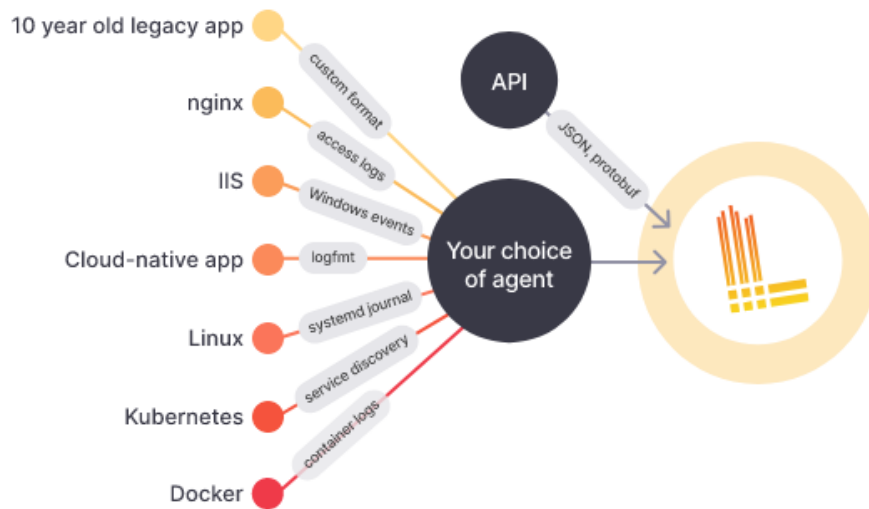 10 year old legacy app
custom format
API
nginx
access logs
JSON, protobuf
IIS
Windows events
Cloud-native app
logfmt
Your choice
of agent
Linux
systemd journal
Kubernetes
service discovery
Docker
container logs